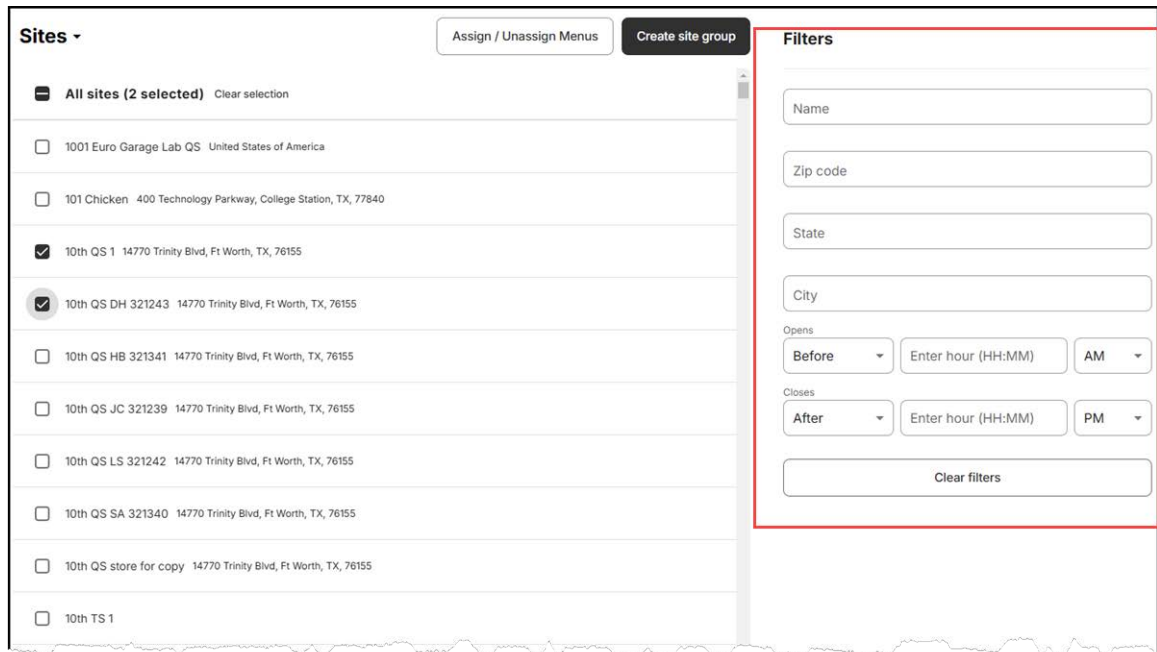 Sites
Assign / Unassign Menus
Create site group
All sites (2 selected) Clear selection
1001 Euro Garage Lab QS United States of America
101 Chicken 400 Technology Parkway, College Station, TX, 77840
10th QS 1 14770 Trinity Blvd, Ft Worth, TX, 76155
10th QS DH 321243 14770 Trinity Blvd, Ft Worth, TX, 76155
10th QS HB 321341 14770 Trinity Blvd, Ft Worth, TX, 76155
10th QS JC 321239 14770 Trinity Blvd, Ft Worth, TX, 76155
10th QS LS 321242 14770 Trinity Blvd, Ft Worth, TX, 76155
10th QS SA 321340 14770 Trinity Blvd, Ft Worth, TX, 76155
10th QS store for copy 14770 Trinity Blvd, Ft Worth, TX, 76155
10th TS 1
Filters
Name
Zip code
State
City
Opens
Before Enter hour (HH:MM) AM
Closes
After Enter hour (HH:MM) PM
Clear filters